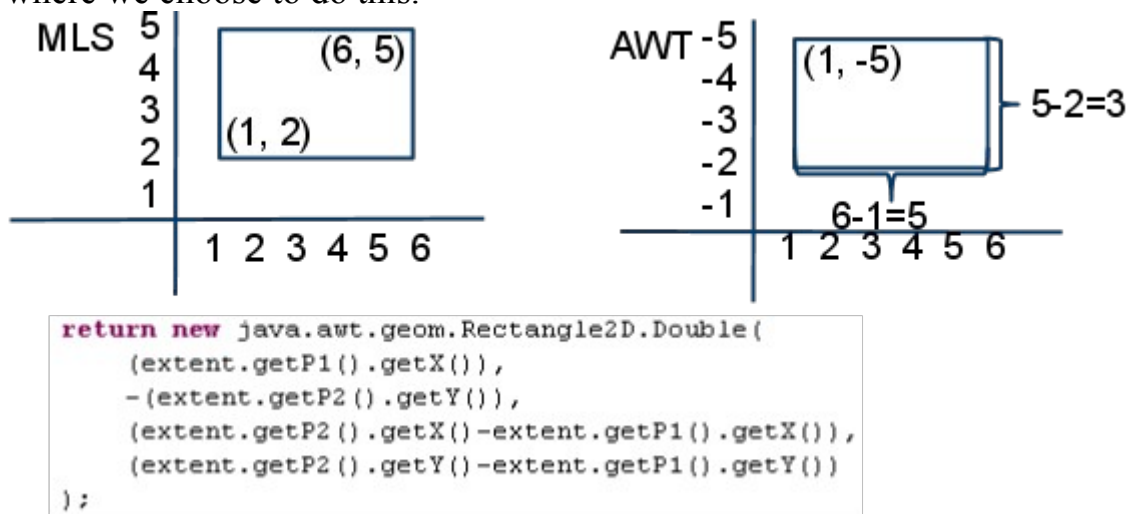 where we choose to do this.
MLS
5
4
3
2
1
(6, 5)
(1, 2)
1 2 3 4 5 6
AWT
-5
-4
-3
-2
-1
(1, -5)
5-2=3
6-1=5
1 2 3 4 5 6
return new java.awt.geom.Rectangle2D.Double(
(extent.getP1().getX()),
-(extent.getP2().getY()),
(extent.getP2().getX()-extent.getP1().getX()),
(extent.getP2().getY()-extent.getP1().getY())
);